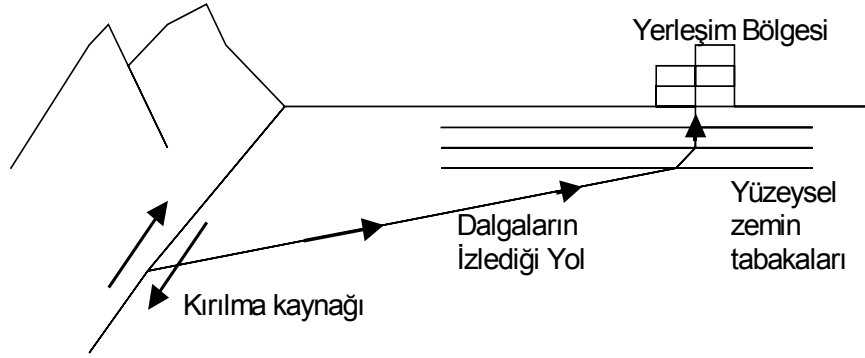 Yerleşim Bölgesi
Dalgaların
İzlediği Yol
Yüzeysel
zemin
tabakaları
Kırılma kaynağı